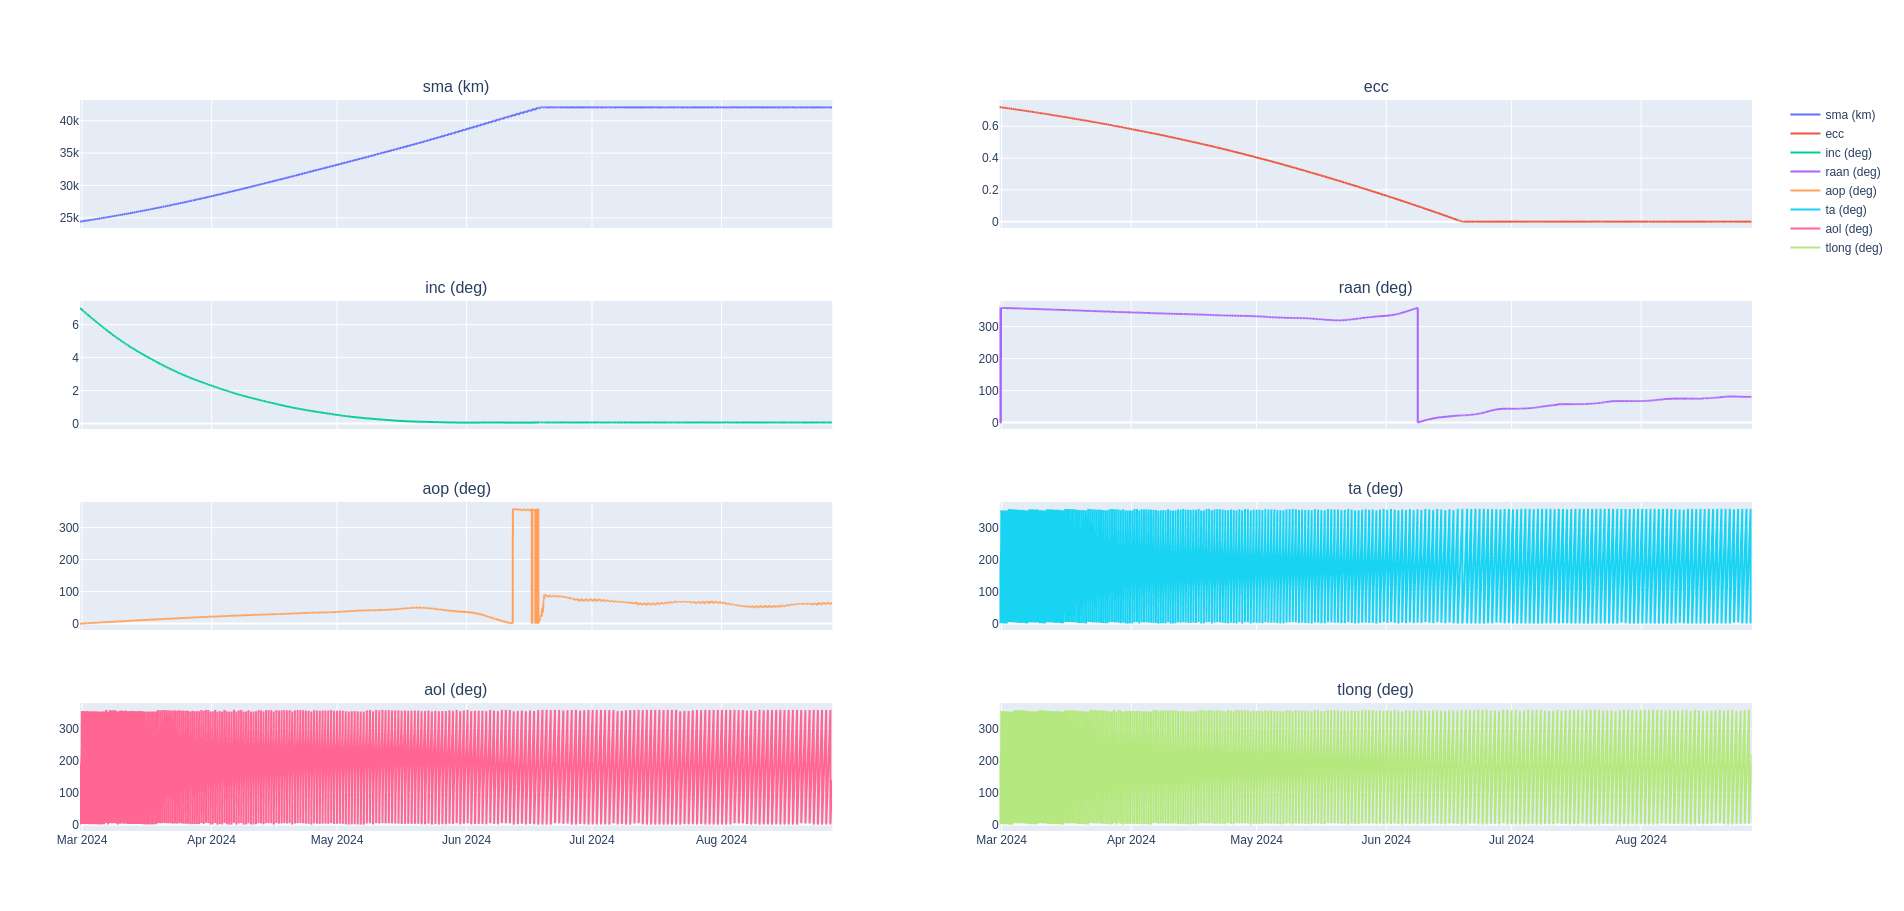 sma (km)
40k
35k
30k
25k
ecc
0.6
0.4
0.2
0
sma (km)
ecc
inc (deg)
raan (deg)
aop (deg)
ta (deg)
aol (deg)
tlong (deg)
inc (deg)
6
4
2
0
raan (deg)
300
200
100
0
aop (deg)
300
200
100
0
ta (deg)
300
200
100
0
aol (deg)
300
200
100
0
Mar 2024 Apr 2024 May 2024 Jun 2024 Jul 2024 Aug 2024
tlong (deg)
300
200
100
0
Mar 2024 Apr 2024 May 2024 Jun 2024 Jul 2024 Aug 2024